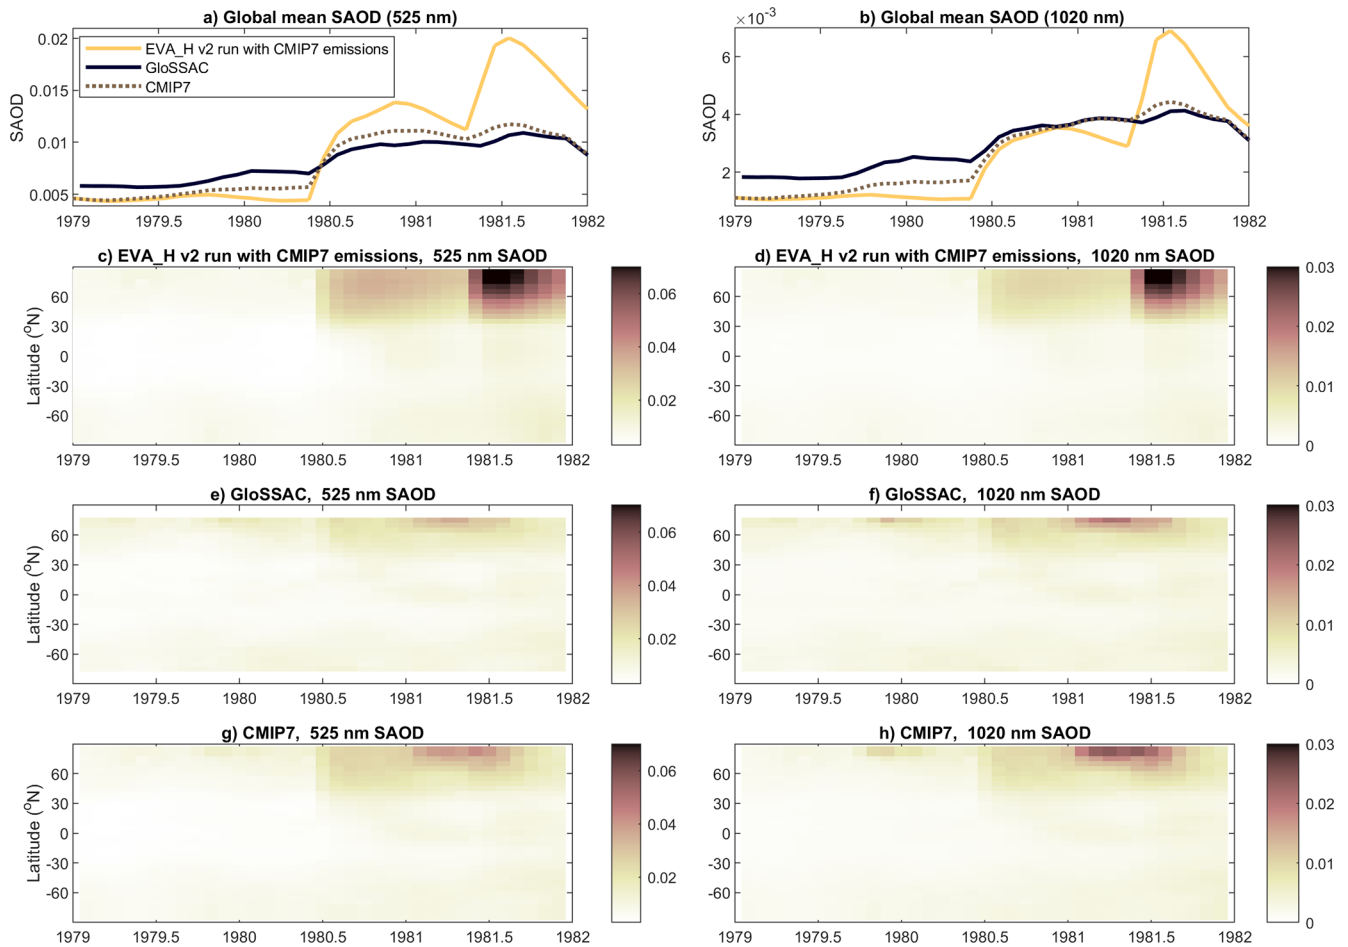 a) Global mean SAOD (525 nm)
0.02
0.015
0.01
0.005
SAOD
EVA_H v2 run with CMIP7 emissions
GloSSAC
CMIP7
1979 1979.5 1980 1980.5 1981 1981.5 1982
b) Global mean SAOD (1020 nm)
×10-3
6
4
2
SAOD
1979 1979.5 1980 1980.5 1981 1981.5 1982
c) EVA_H v2 run with CMIP7 emissions, 525 nm SAOD
60
30
0
-30
-60
Latitude (oN)
1979 1979.5 1980 1980.5 1981 1981.5 1982
0.06
0.04
0.02
d) EVA_H v2 run with CMIP7 emissions, 1020 nm SAOD
60
30
0
-30
-60
1979 1979.5 1980 1980.5 1981 1981.5 1982
0.03
0.02
0.01
0
e) GloSSAC, 525 nm SAOD
60
30
0
-30
-60
Latitude (oN)
1979 1979.5 1980 1980.5 1981 1981.5 1982
0.06
0.04
0.02
f) GloSSAC, 1020 nm SAOD
60
30
0
-30
-60
1979 1979.5 1980 1980.5 1981 1981.5 1982
0.03
0.02
0.01
0
g) CMIP7, 525 nm SAOD
60
30
0
-30
-60
Latitude (oN)
1979 1979.5 1980 1980.5 1981 1981.5 1982
0.06
0.04
0.02
h) CMIP7, 1020 nm SAOD
60
30
0
-30
-60
1979 1979.5 1980 1980.5 1981 1981.5 1982
0.03
0.02
0.01
0